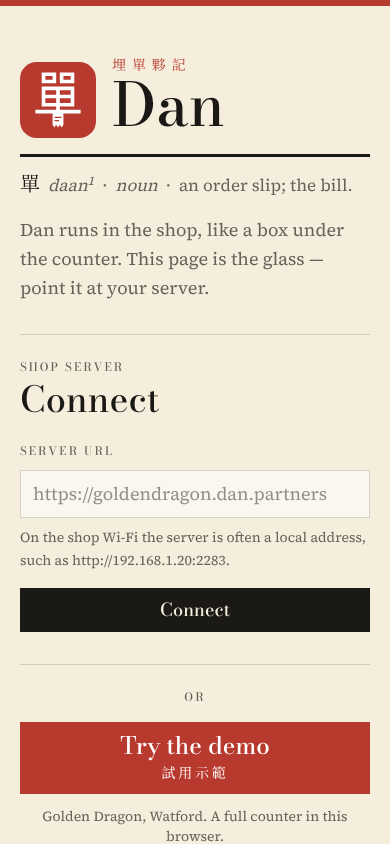 單
埋單夥記
Dan
單 daan¹ · noun · an order slip; the bill.
Dan runs in the shop, like a box under
the counter. This page is the glass —
point it at your server.
SHOP SERVER
Connect
SERVER URL
https://goldendragon.dan.partners
On the shop Wi-Fi the server is often a local address,
such as http://192.168.1.20:2283.
Connect
OR
Try the demo
試用示範
Golden Dragon, Watford. A full counter in this
browser.